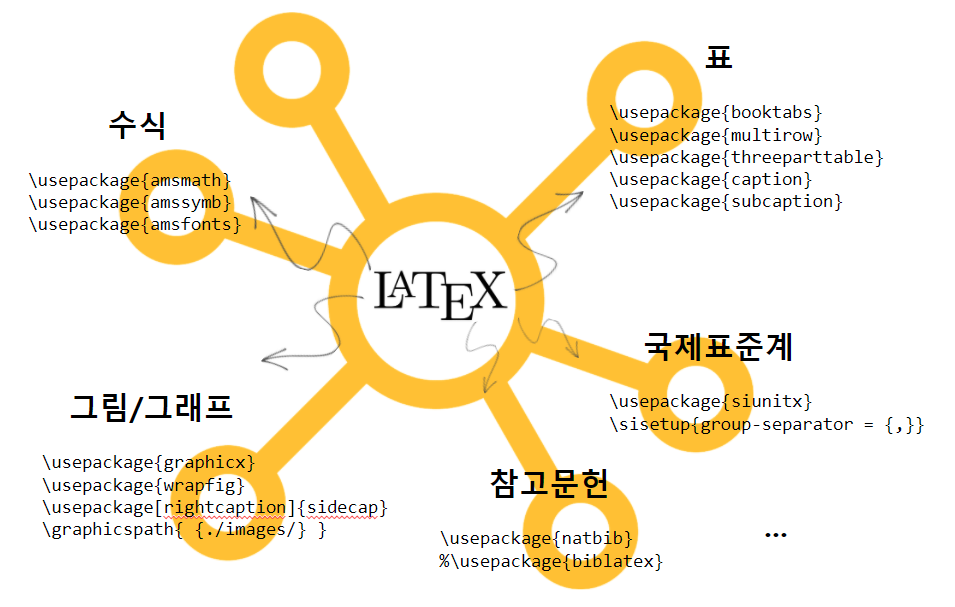 표
\usepackage{booktabs}
\usepackage{multirow}
\usepackage{threeparttable}
\usepackage{caption}
\usepackage{subcaption}
수식
\usepackage{amsmath}
\usepackage{amssymb}
\usepackage{amsfonts}
LATEX
국제표준계
\usepackage{siunitx}
\sisetup{group-separator = {,}}
그림/그래프
\usepackage{graphicx}
\usepackage{wrapfig}
\usepackage[rightcaption]{sidecap}
\graphicspath{ {./images/} }
참고문헌
\usepackage{natbib}
%\usepackage{biblatex}
...